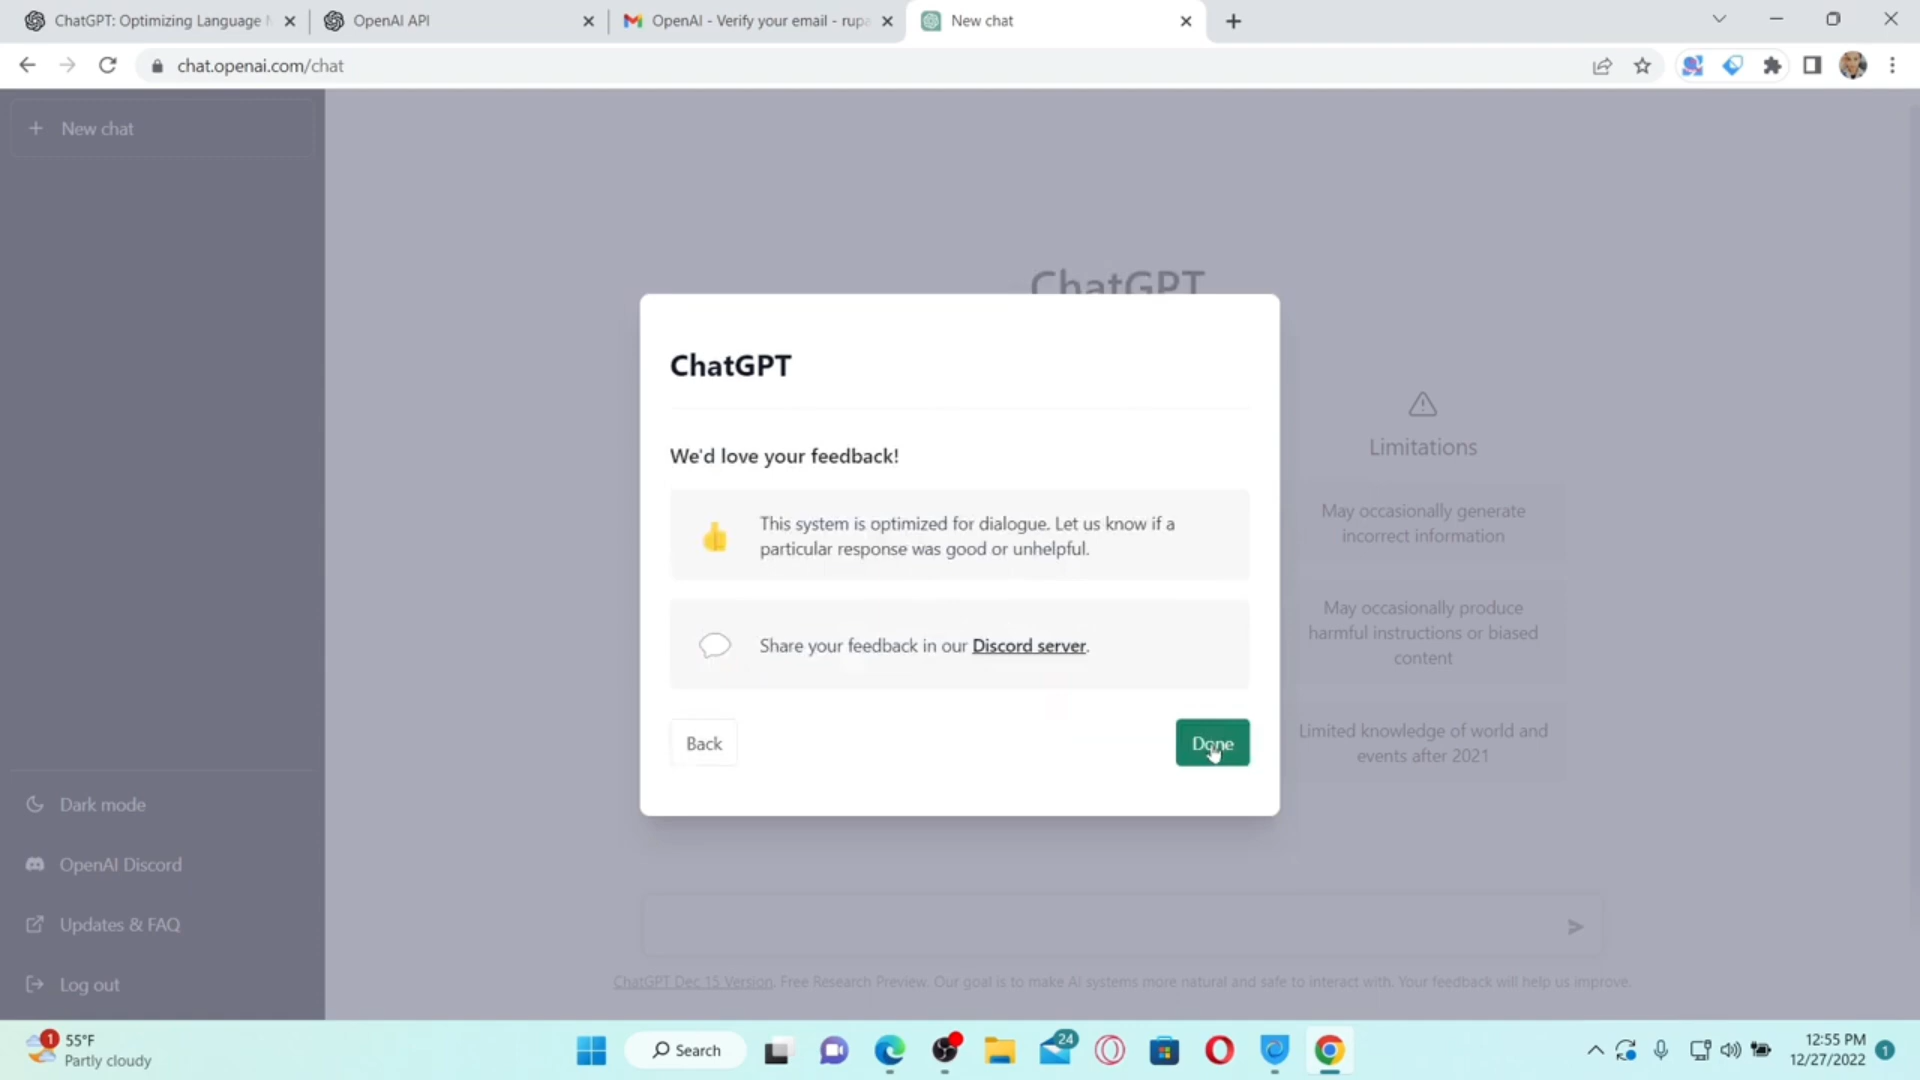 ChatGPT: Optimizing Language
OpenAI API
OpenAI - Verify your email - rupa
New chat
chat.openai.com/chat
New chat
ChatGPT
ChatGPT
We'd love your feedback!
This system is optimized for dialogue. Let us know if a
particular response was good or unhelpful.
Share your feedback in our Discord server.
Back
Done
Limitations
May occasionally generate
incorrect information
May occasionally produce
harmful instructions or biased
content
Limited knowledge of world and
events after 2021
Dark mode
OpenAI Discord
Updates & FAQ
Log out
ChatGPT Dec 15 Version. Free Research Preview. Our goal is to make AI systems more natural and safe to interact with. Your feedback will help us improve.
1
55°F
Partly cloudy
Search
24
12:55 PM
12/27/2022
1